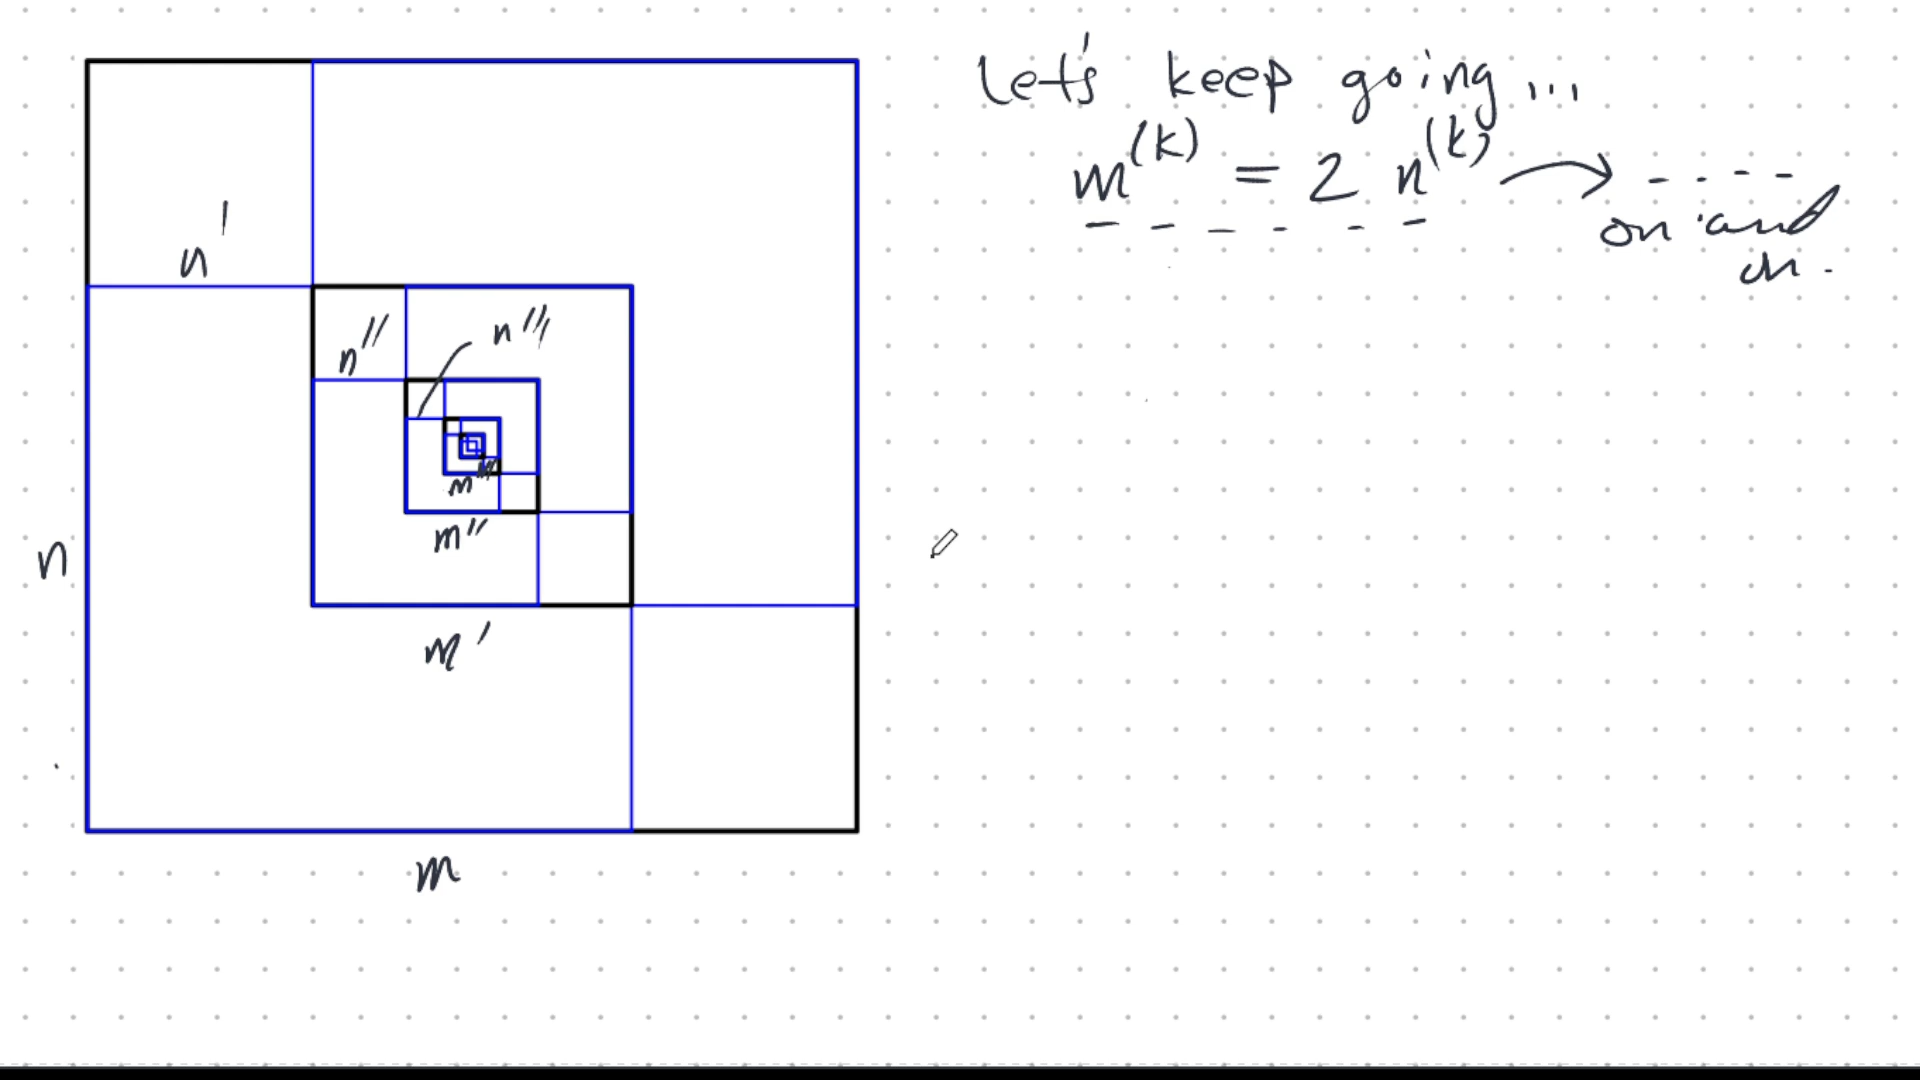 Let's keep going...
m^(k) = 2 n^(k) → - - - -
on and
on.
n'
n''
n'''
m'''
m''
n
m'
m